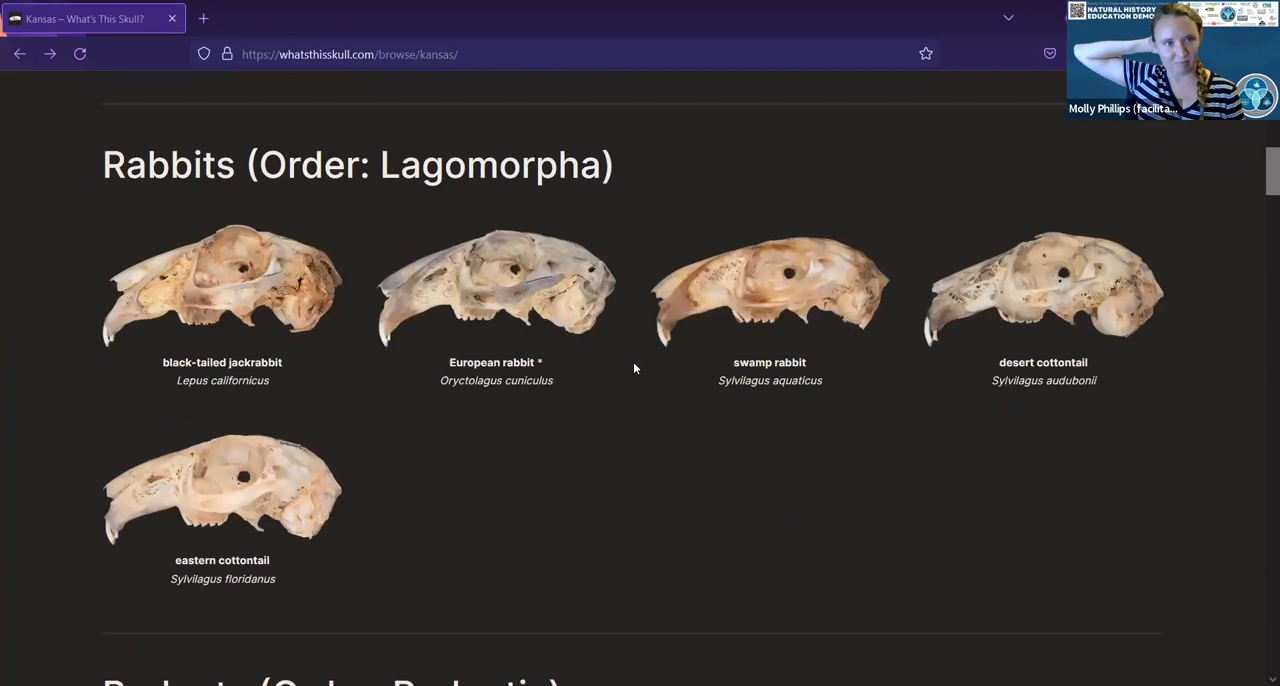 Kansas – What's This Skull?
https://whatsthisskull.com/browse/kansas/
NATURAL HISTORY
EDUCATION DEMO
Molly Phillips (facilita...
Rabbits (Order: Lagomorpha)
black-tailed jackrabbit
Lepus californicus
European rabbit *
Oryctolagus cuniculus
swamp rabbit
Sylvilagus aquaticus
desert cottontail
Sylvilagus audubonii
eastern cottontail
Sylvilagus floridanus